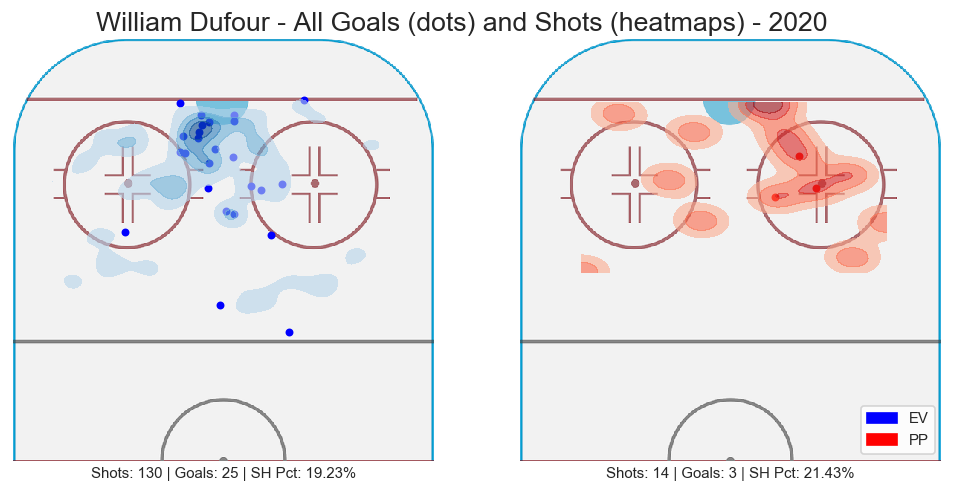 William Dufour - All Goals (dots) and Shots (heatmaps) - 2020
EV
PP
Shots: 130 | Goals: 25 | SH Pct: 19.23%
Shots: 14 | Goals: 3 | SH Pct: 21.43%